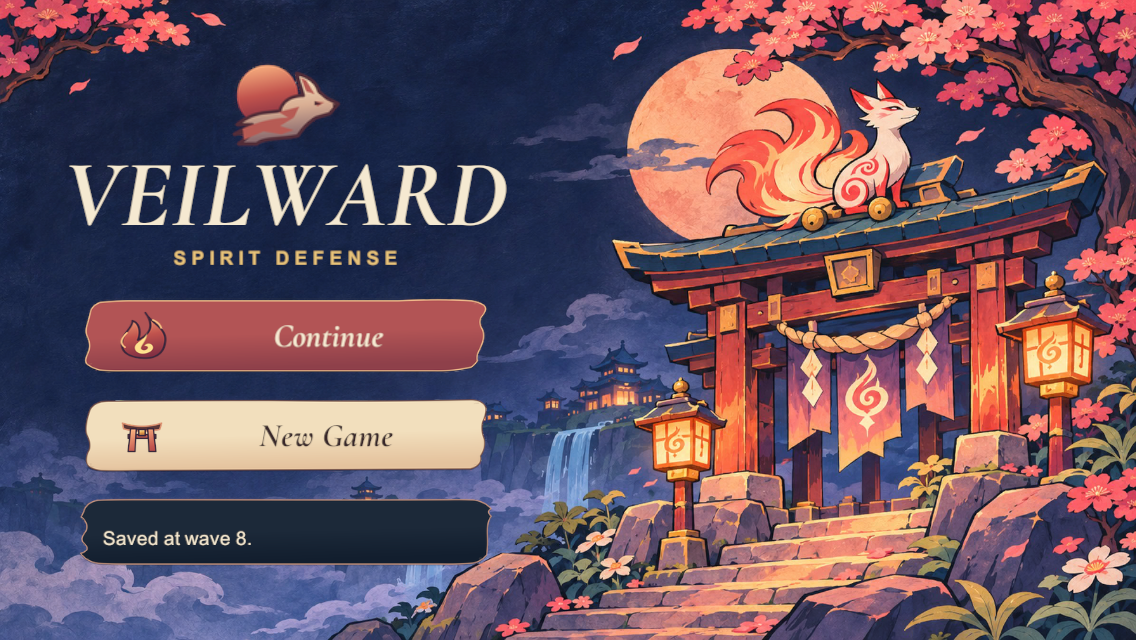 VEILWARD
SPIRIT DEFENSE
Continue
New Game
Saved at wave 8.